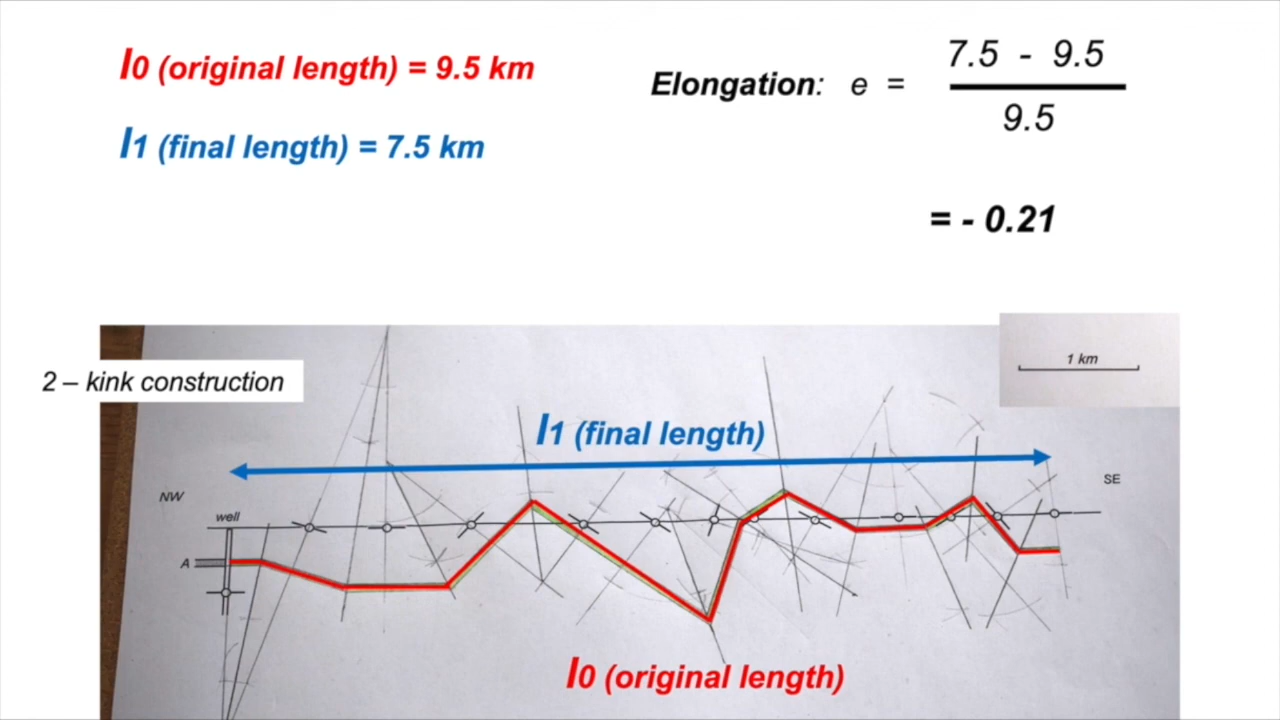 l0 (original length) = 9.5 km
l1 (final length) = 7.5 km
Elongation: e = 7.5 - 9.5
9.5
= - 0.21
2 – kink construction
1 km
l1 (final length)
NW
SE
well
A
l0 (original length)